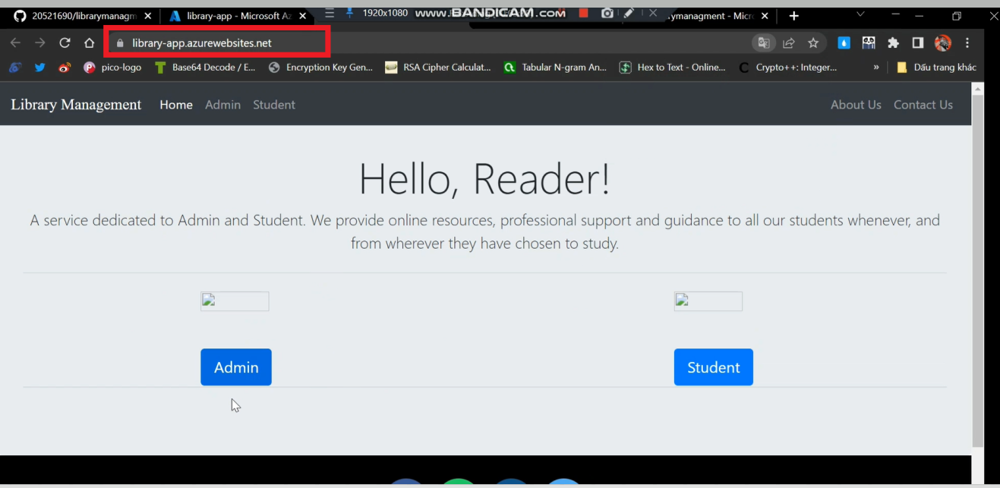 20521690/librarymanagm
library-app - Microsoft Az
1920x1080
www.BANDICAM.com
ymanagment - Micro
library-app.azurewebsites.net
pico-logo
Base64 Decode / E...
Encryption Key Gen...
RSA Cipher Calculat...
Tabular N-gram An...
Hex to Text - Online...
Crypto++: Integer...
»
Dấu trang khác
Library Management Home Admin Student About Us Contact Us
Hello, Reader!
A service dedicated to Admin and Student. We provide online resources, professional support and guidance to all our students whenever, and
from wherever they have chosen to study.
Admin
Student